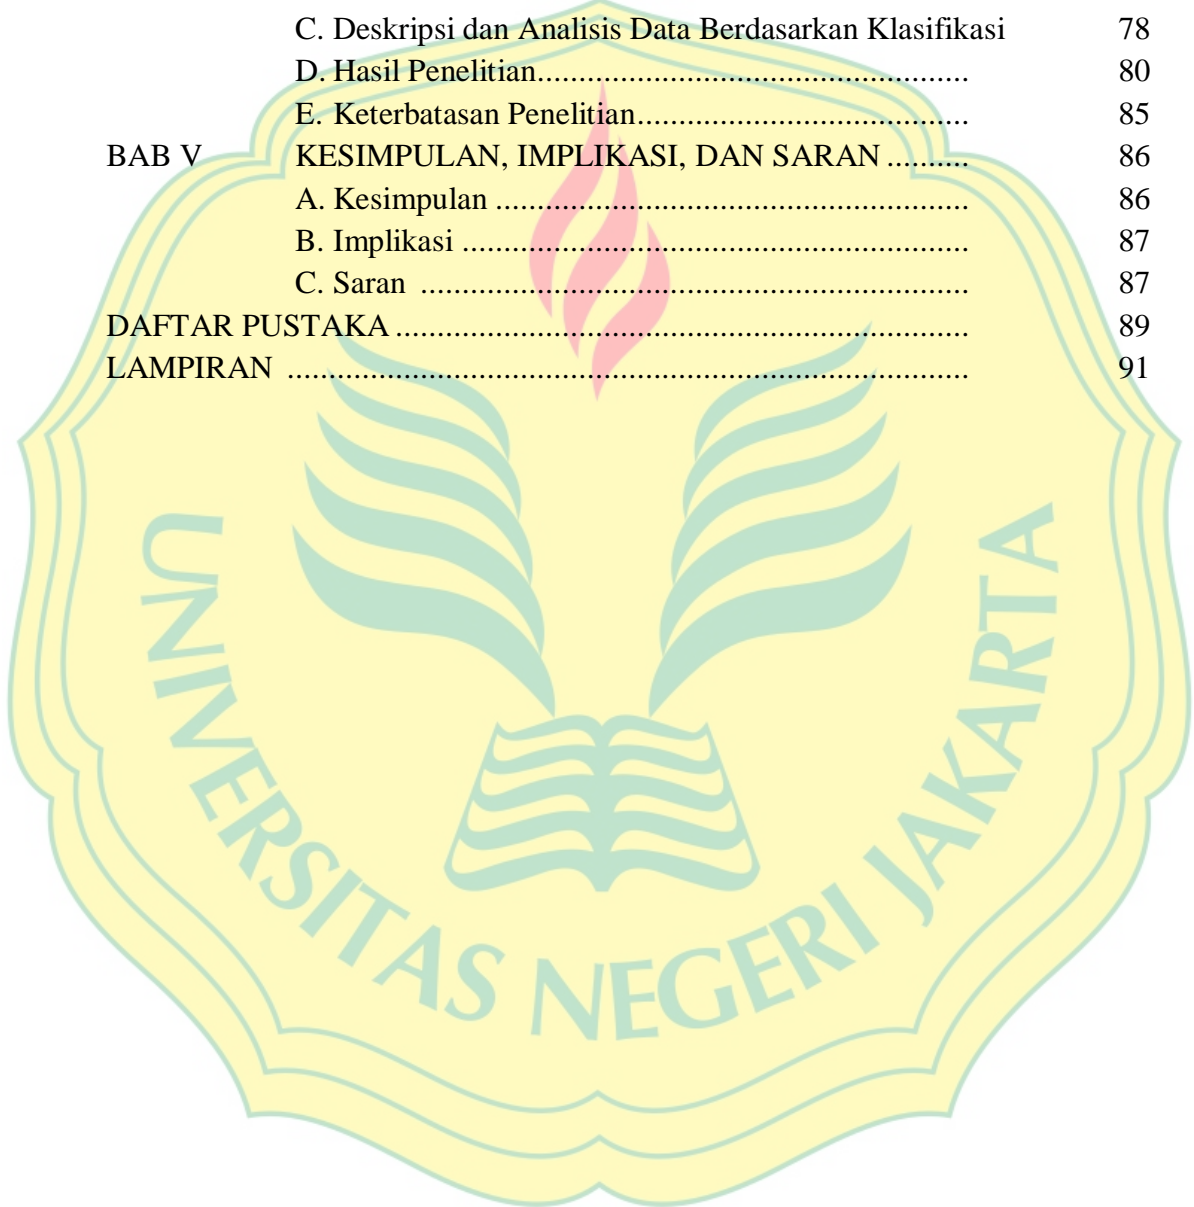 C. Deskripsi dan Analisis Data Berdasarkan Klasifikasi 78
D. Hasil Penelitian................................................... 80
E. Keterbatasan Penelitian....................................... 85
BAB V KESIMPULAN, IMPLIKASI, DAN SARAN .......... 86
A. Kesimpulan ........................................................ 86
B. Implikasi ............................................................ 87
C. Saran ................................................................. 87
DAFTAR PUSTAKA .................................................................... 89
LAMPIRAN ................................................................................. 91
UNIVERSITAS NEGERI JAKARTA